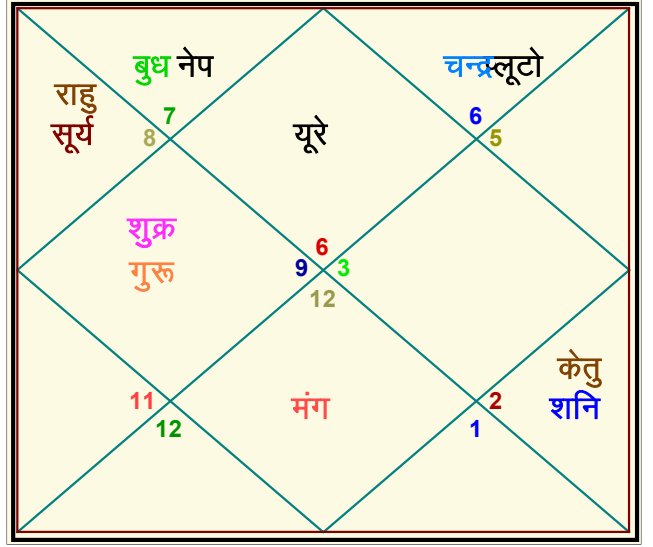 बुध नेप
चन्द्र प्लूटो
राहु
सूर्य
7
8
यूरे
6
5
शुक्र
गुरू
6
9
3
12
केतु
शनि
11
12
मंग
2
1